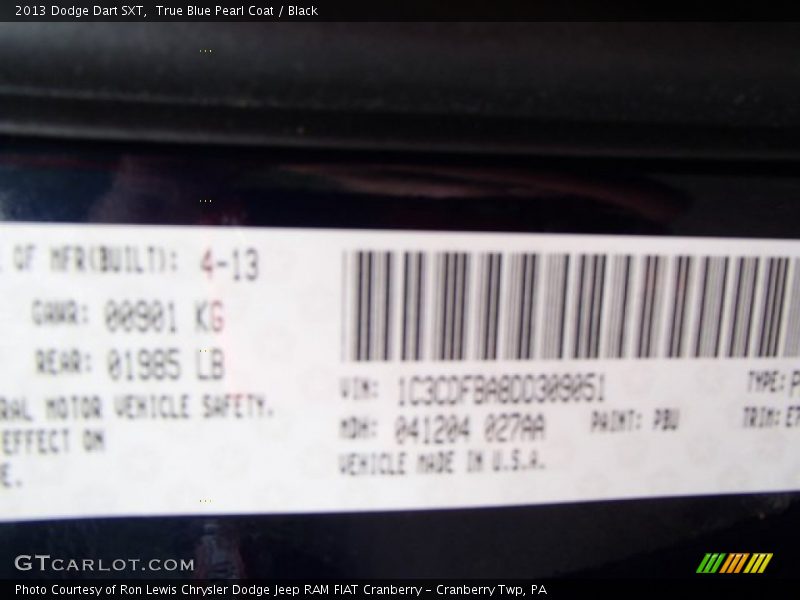 2013 Dodge Dart SXT,  True Blue Pearl Coat / Black
OF MFR(BUILT): 4-13
GAWR: 00901 KG
REAR: 01985 LB
RAL MOTOR VEHICLE SAFETY.
EFFECT ON
E.
VIN: 1C3CDFBA8DD309051
TYPE: P
MDH: 041204 027AA
PAINT: PBU
TRIM: E7
VEHICLE MADE IN U.S.A.
GTCARLOT.COM
Photo Courtesy of Ron Lewis Chrysler Dodge Jeep RAM FIAT Cranberry - Cranberry Twp, PA